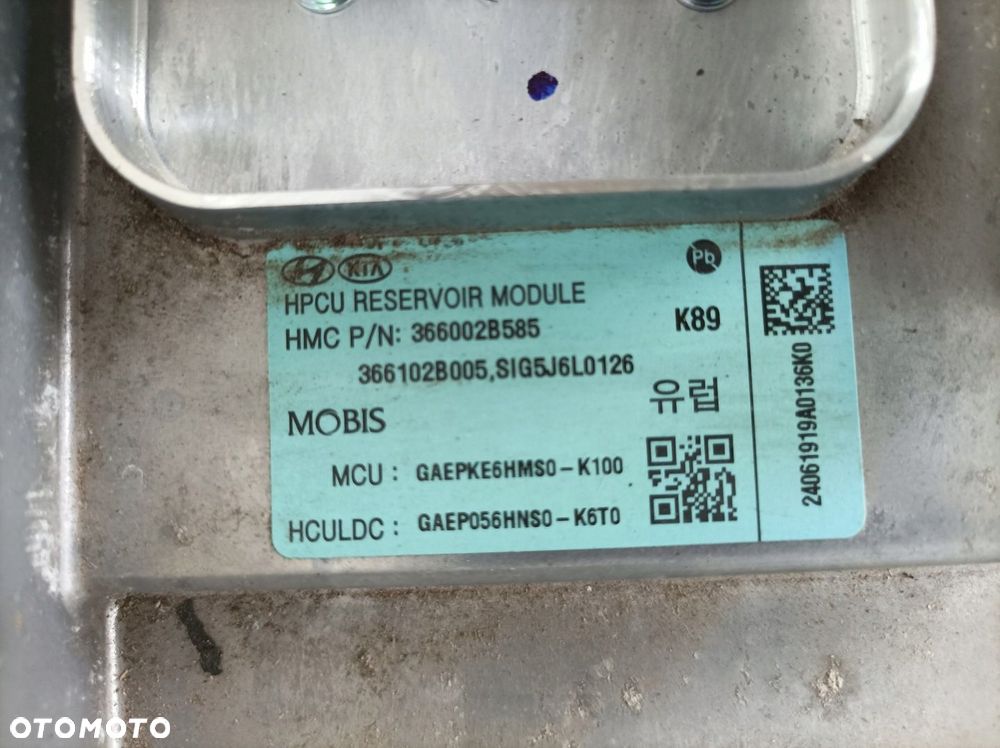 KIA
Pb
HPCU RESERVOIR MODULE
HMC P/N: 366002B585
K89
366102B005,SIG5J6L0126
유럽
MOBIS
MCU : GAEPKE6HMS0-K100
HCULDC : GAEP056HNS0-K6T0
24061919A0136K0
OTOMOTO